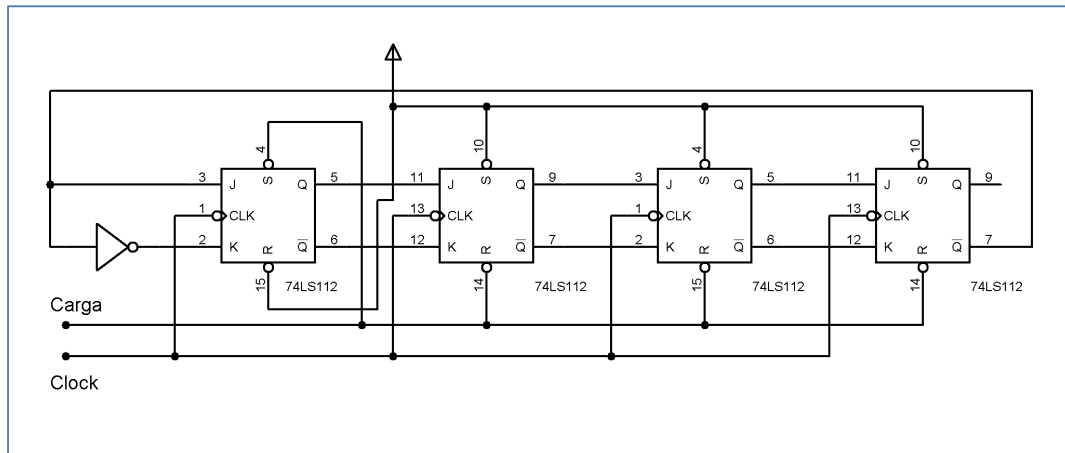 4 10 4 10
3 J S Q 5 11 J S Q 9 3 J S Q 5 11 J S Q 9
1 CLK 13 CLK 1 CLK 13 CLK
2 K R Q 6 12 K R Q 7 2 K R Q 6 12 K R Q 7
15 14 15 14
74LS112 74LS112 74LS112 74LS112
Carga
Clock